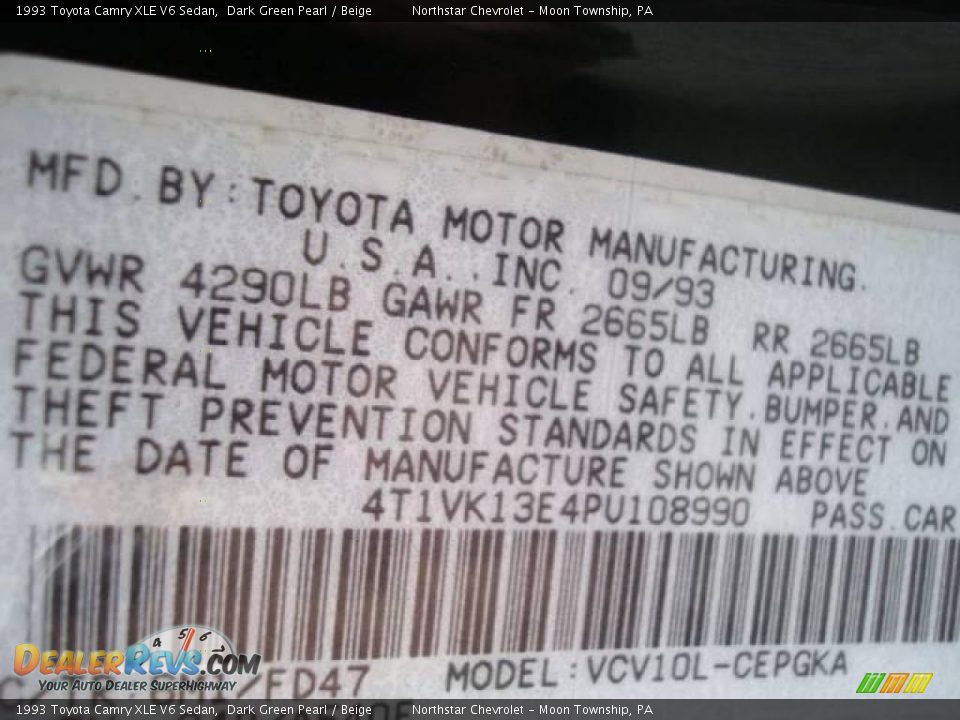 1993 Toyota Camry XLE V6 Sedan, Dark Green Pearl / Beige Northstar Chevrolet - Moon Township, PA
MFD. BY: TOYOTA MOTOR MANUFACTURING.
U.S.A., INC. 09/93
GVWR 4290LB GAWR FR 2665LB RR 2665LB
THIS VEHICLE CONFORMS TO ALL APPLICABLE
FEDERAL MOTOR VEHICLE SAFETY, BUMPER, AND
THEFT PREVENTION STANDARDS IN EFFECT ON
THE DATE OF MANUFACTURE SHOWN ABOVE
4T1VK13E4PU108990 PASS.CAR
4 5 6
DEALERREVS.COM
YOUR AUTO DEALER SUPERHIGHWAY
/FD47 MODEL:VCV10L-CEPGKA
1993 Toyota Camry XLE V6 Sedan, Dark Green Pearl / Beige Northstar Chevrolet - Moon Township, PA